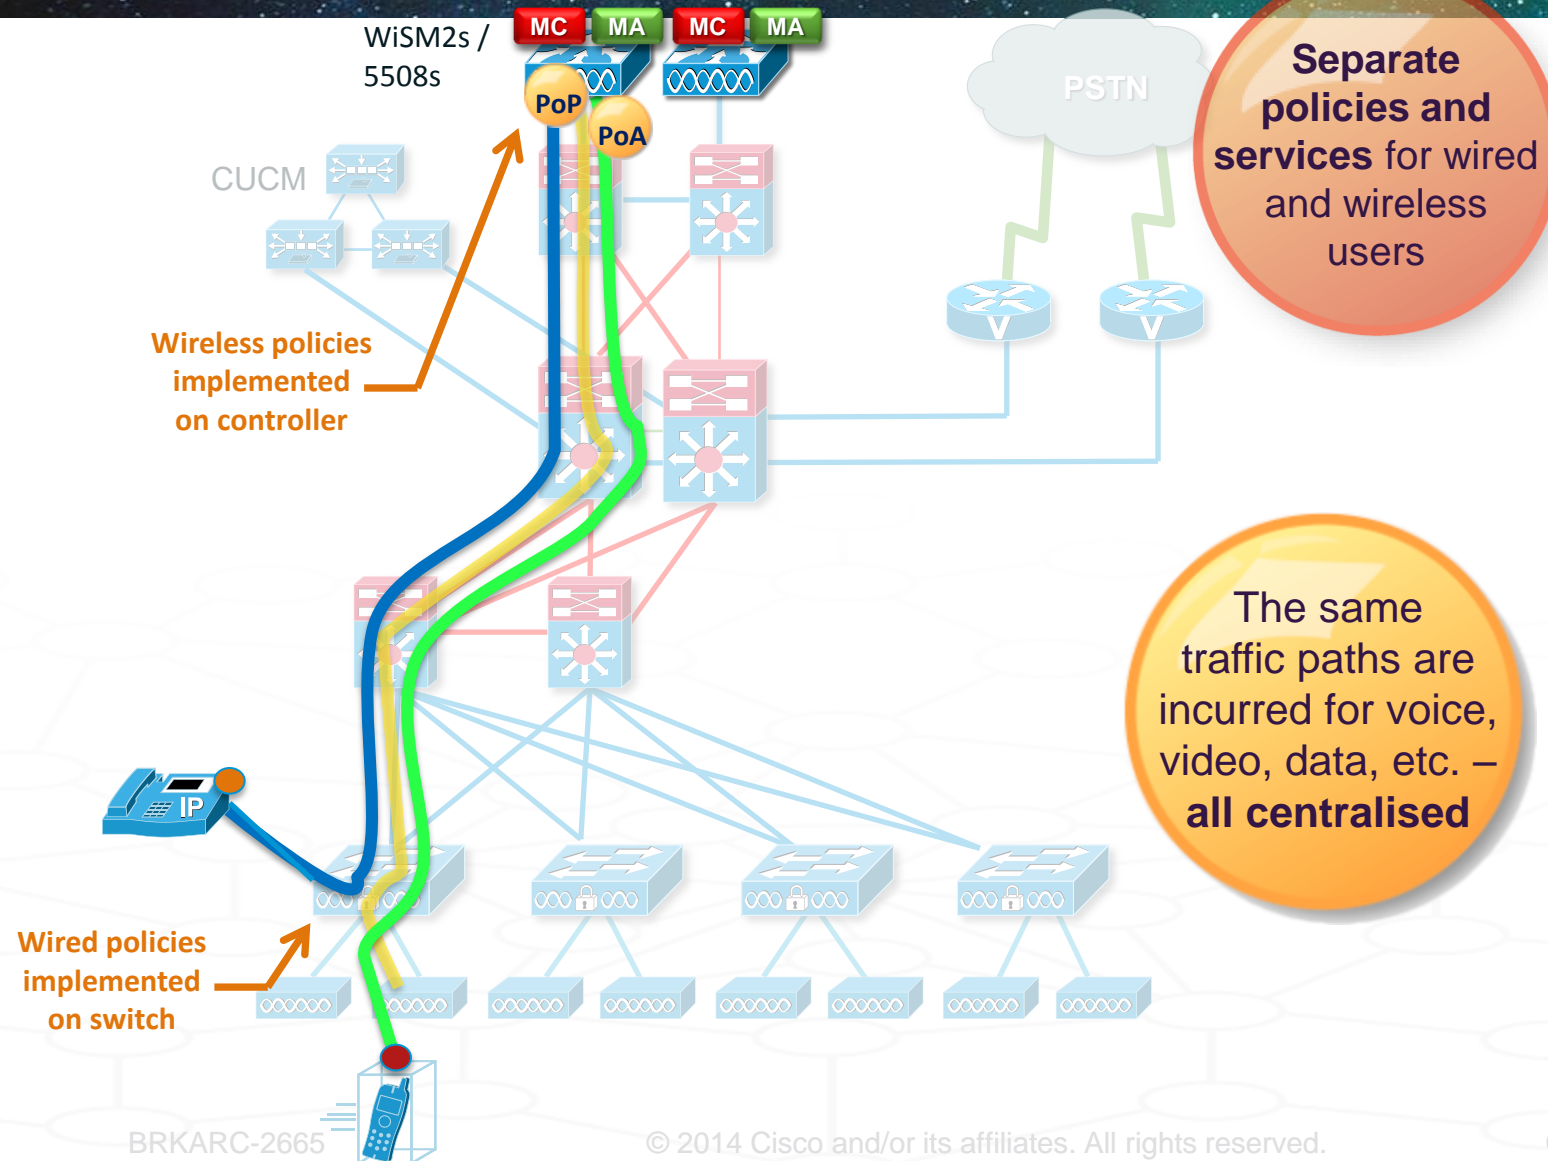 WiSM2s /
5508s
MC
MA
MC
MA
PoP
PoA
PSTN
CUCM
Separate
policies and
services for wired
and wireless
users
Wireless policies
implemented
on controller
V
V
The same
traffic paths are
incurred for voice,
video, data, etc. –
all centralised
IP
Wired policies
implemented
on switch
BRKARC-2665
© 2014 Cisco and/or its affiliates. All rights reserved.